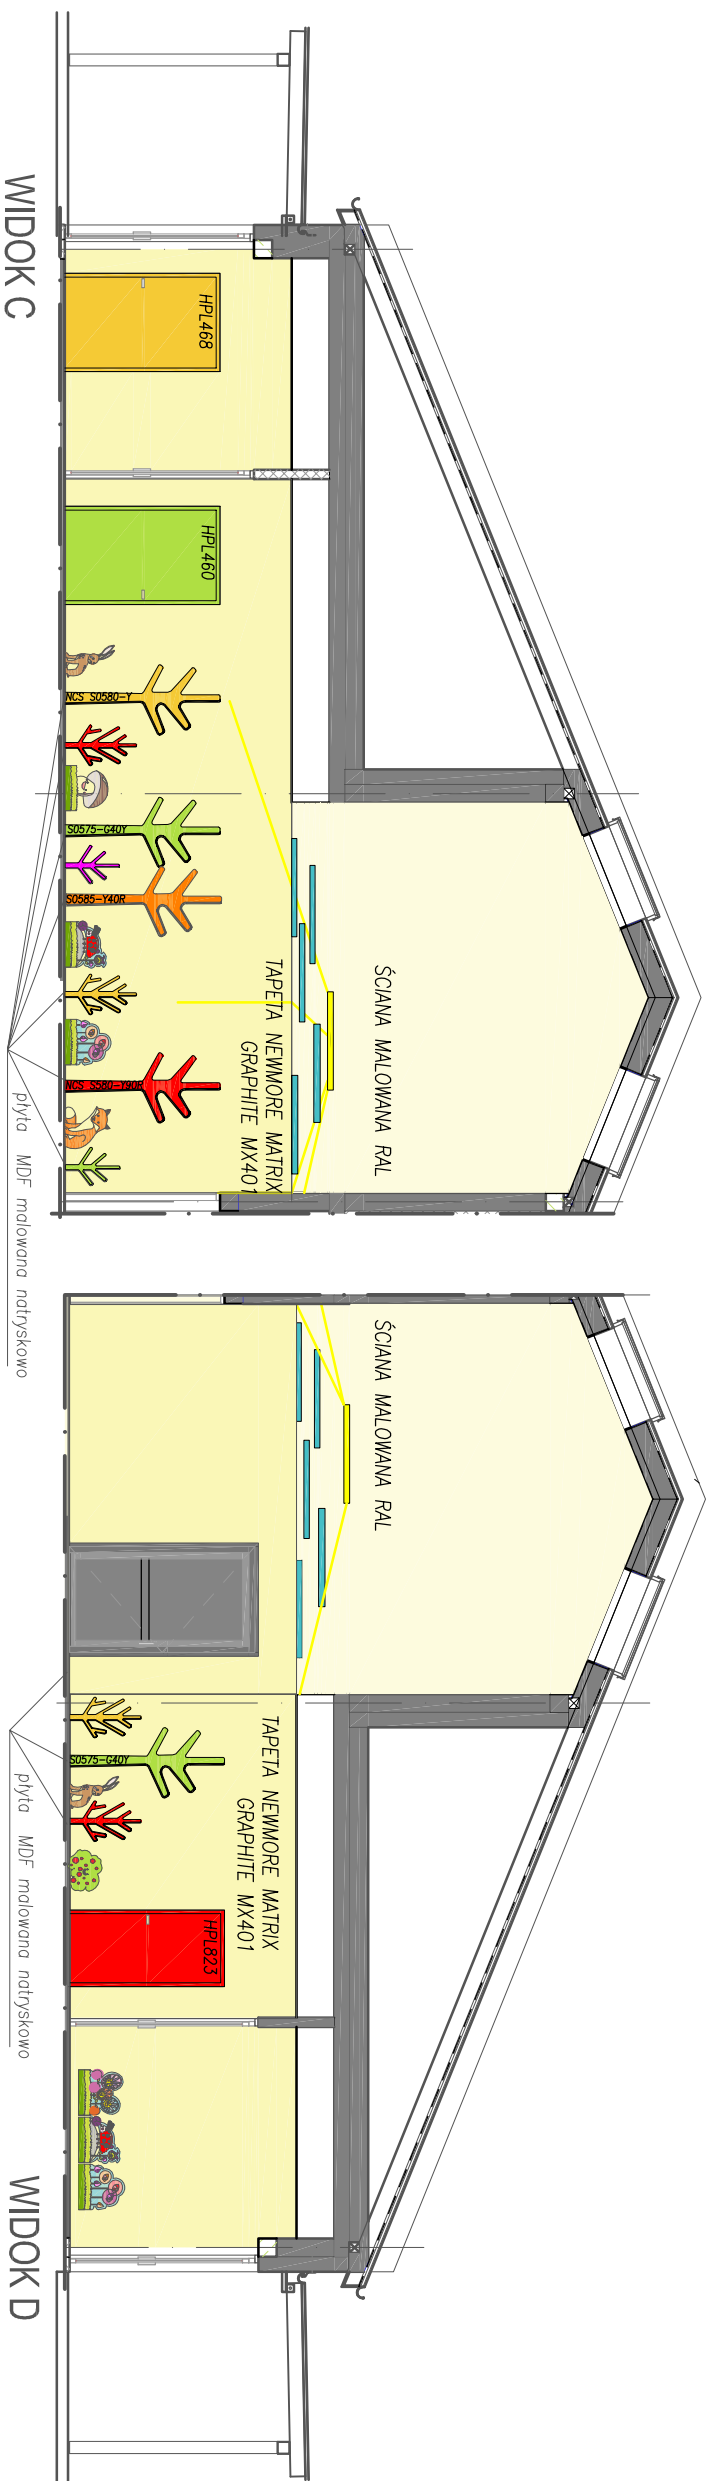 WIDOK C
HPL468
HPL460
NCS S0580-Y
S0575-G40Y
S0585-Y40R
NCS S580-Y90R
ŚCIANA MALOWANA RAL
TAPETA NEWMORE MATRIX
GRAPHITE MX401
płyta MDF malowana natryskowo
ŚCIANA MALOWANA RAL
S0575-G40Y
TAPETA NEWMORE MATRIX
GRAPHITE MX401
HPL823
płyta MDF malowana natryskowo
WIDOK D